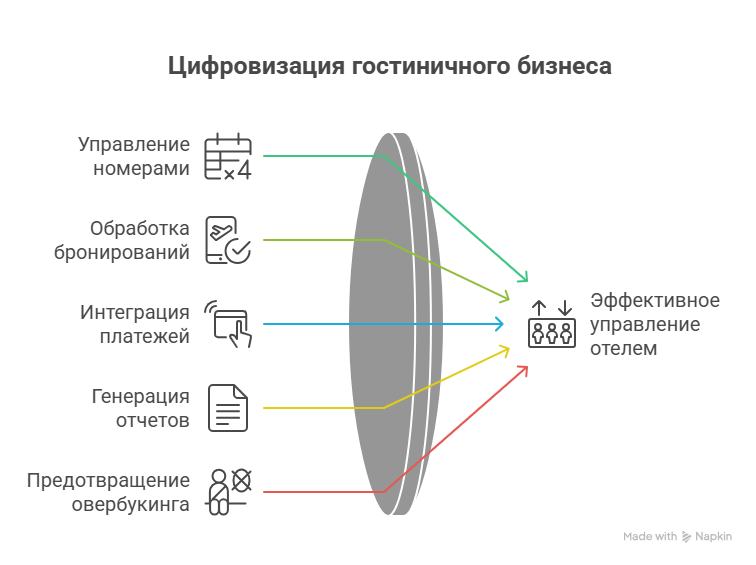 Цифровизация гостиничного бизнеса
Управление
номерами
×4
Обработка
бронирований
Интеграция
платежей
Генерация
отчетов
Предотвращение
овербукинга
Эффективное
управление
отелем
Made with Napkin